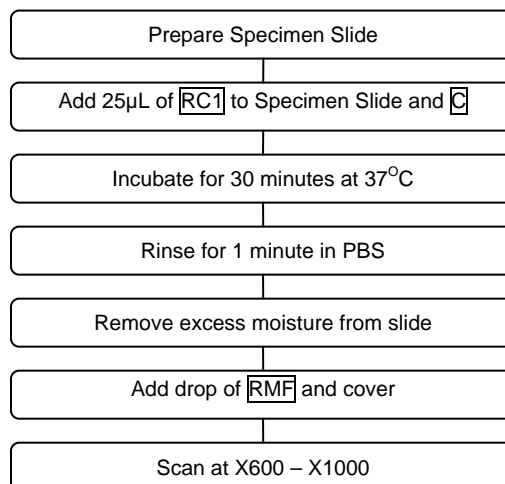 Prepare Specimen Slide
Add 25µL of RC1 to Specimen Slide and C
Incubate for 30 minutes at 37ᴼC
Rinse for 1 minute in PBS
Remove excess moisture from slide
Add drop of RMF and cover
Scan at X600 – X1000